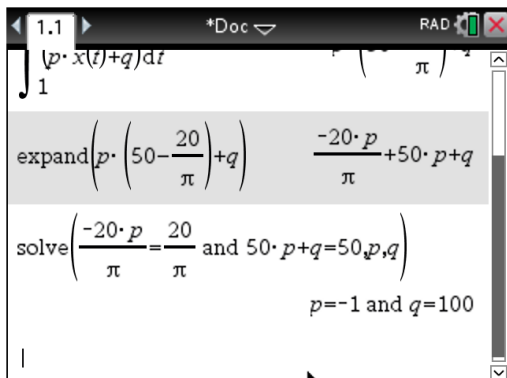 1.1 *Doc RAD
∫ 1 (p·x(t)+q)dt
π
expand(p·(50-20/π)+q) -20·p/π+50·p+q
solve(-20·p/π=20/π and 50·p+q=50,p,q)
p=-1 and q=100